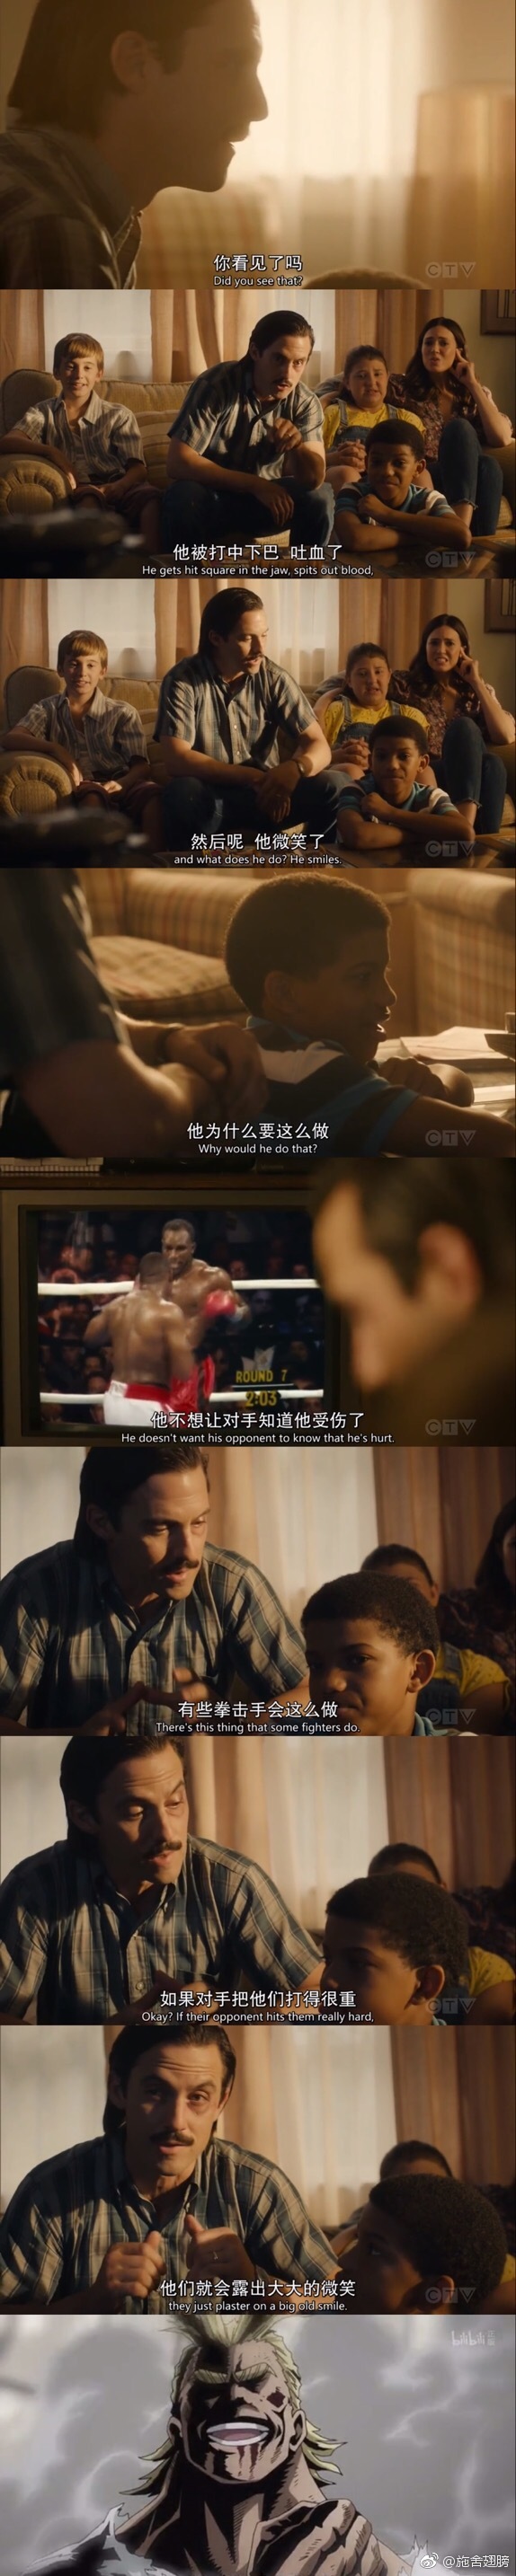 你看见了吗
Did you see that?
CTV
他被打中下巴 吐血了
He gets hit square in the jaw, spits out blood,
CTV
然后呢 他微笑了
and what does he do? He smiles.
CTV
他为什么要这么做
Why would he do that?
CTV
ROUND 7
2:03
他不想让对手知道他受伤了
He doesn't want his opponent to know that he's hurt.
CTV
有些拳击手会这么做
There's this thing that some fighters do.
CTV
如果对手把他们打得很重
Okay? If their opponent hits them really hard,
CTV
他们就会露出大大的微笑
they just plaster on a big old smile.
CTV
bilibili
@施舍翅膀